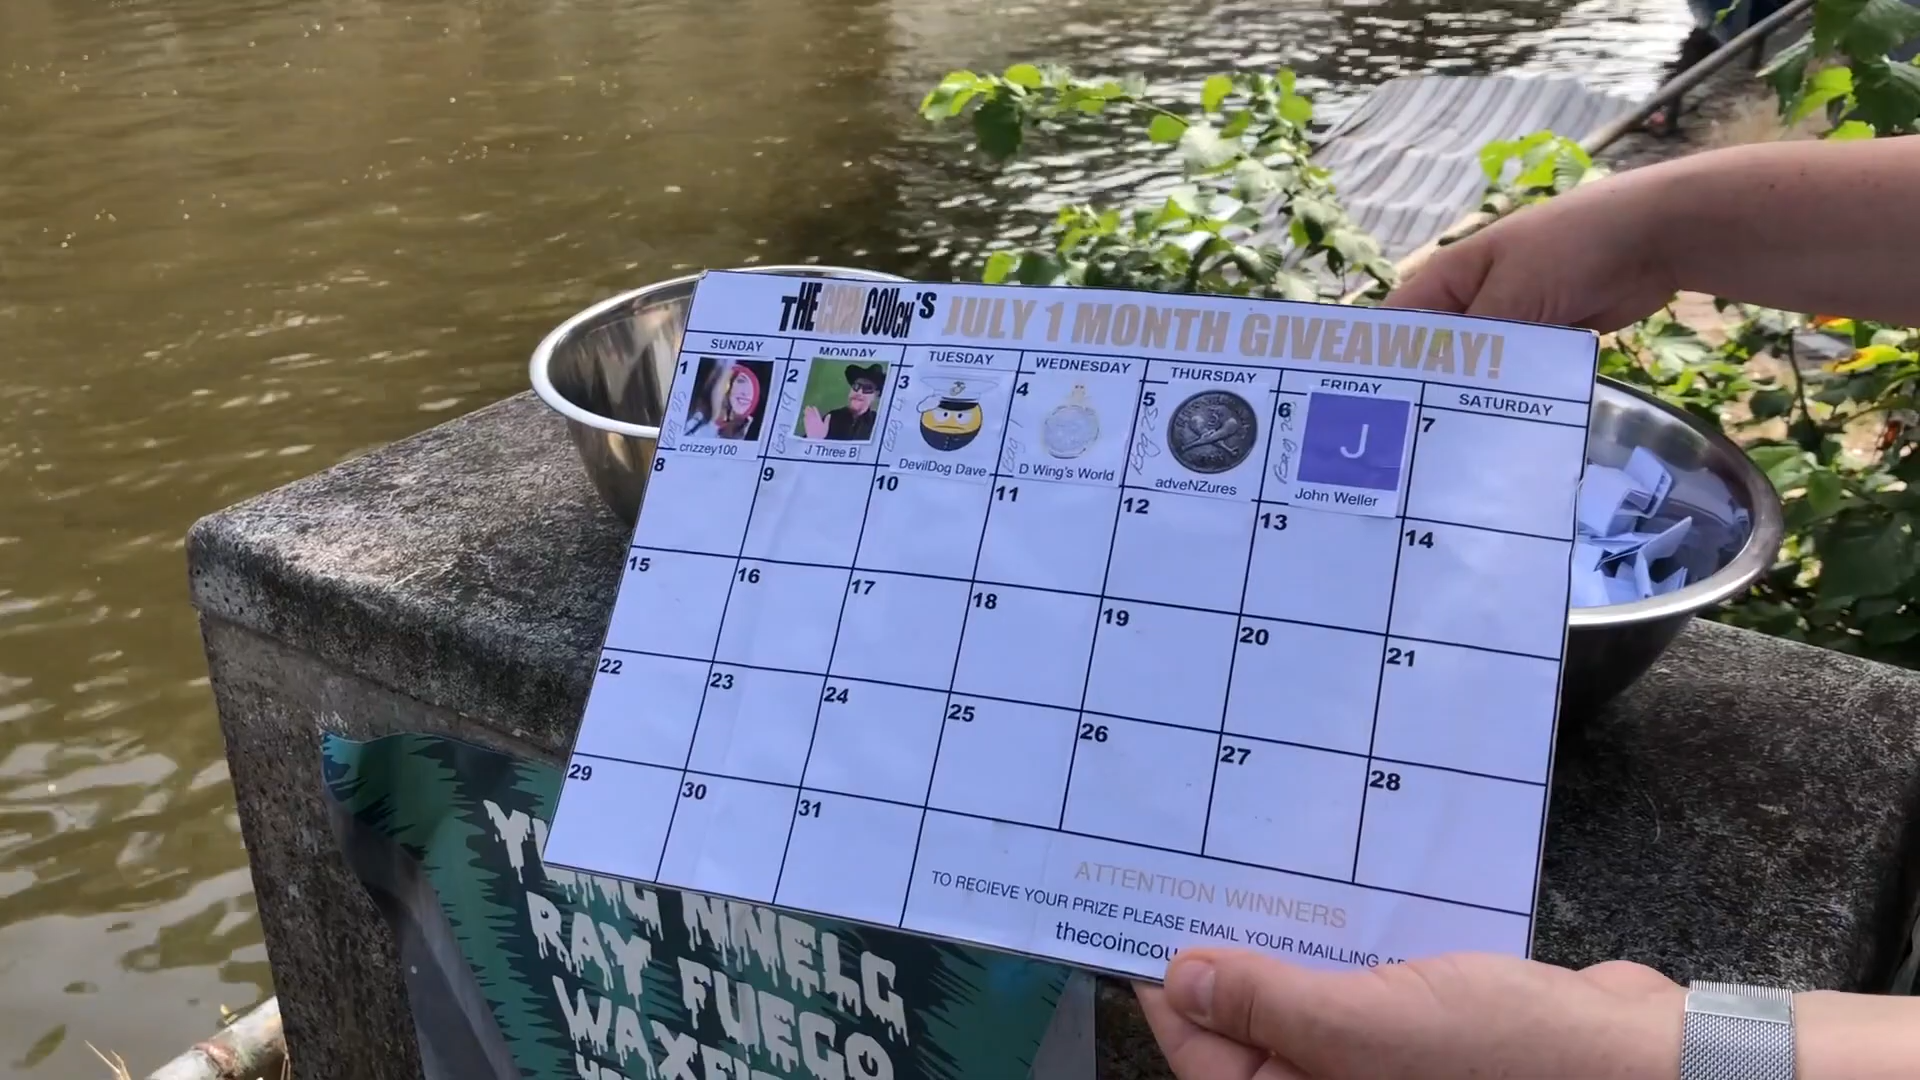 THE COIN COUCH'S JULY 1 MONTH GIVEAWAY!
SUNDAY MONDAY TUESDAY WEDNESDAY THURSDAY FRIDAY SATURDAY
1 2 3 4 5 6 7
Bag 19
J
crizzey100 J Three B DevilDog Dave D Wing's World adveNZures John Weller
8 9 10 11 12 13 14
15 16 17 18 19 20 21
22 23 24 25 26 27 28
29 30 31
ATTENTION WINNERS
TO RECIEVE YOUR PRIZE PLEASE EMAIL YOUR MAILLING
thecoincou
RAY FUEGO